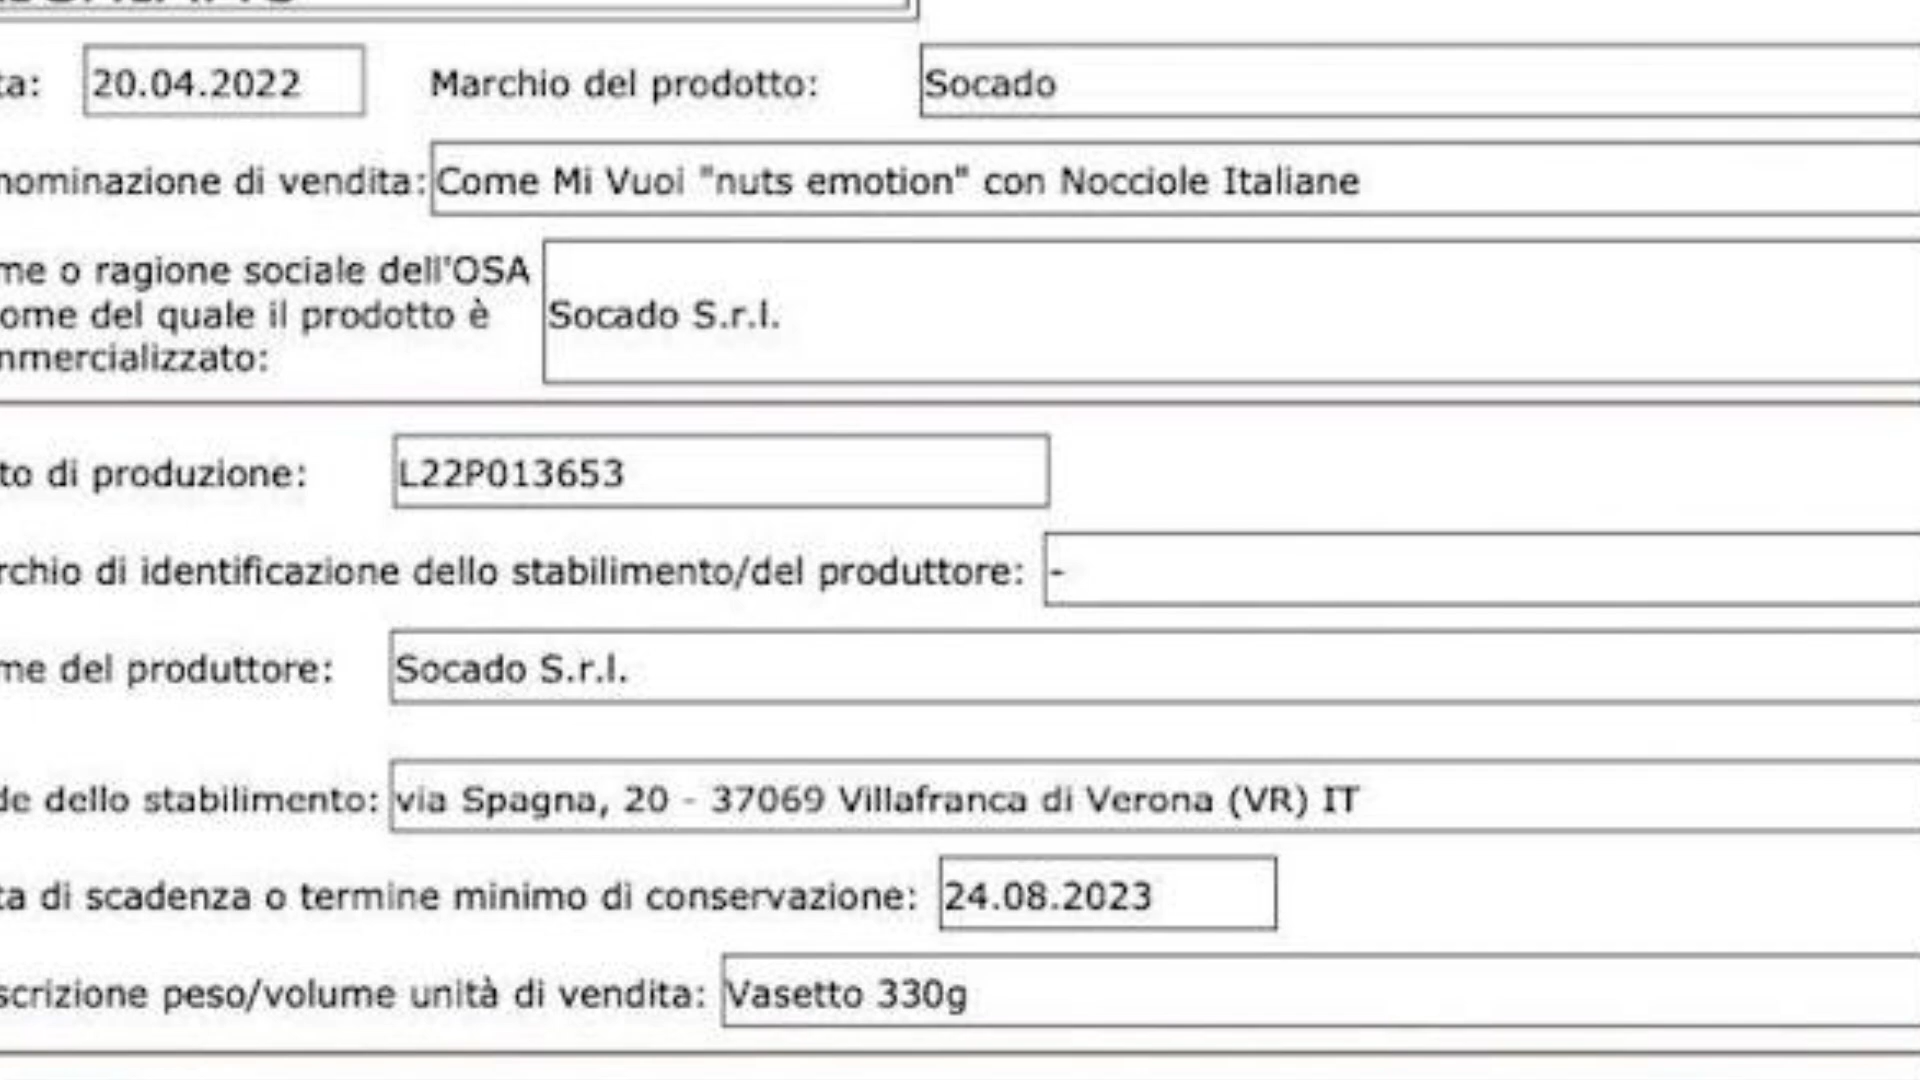 ta: 20.04.2022 Marchio del prodotto: Socado
nominazione di vendita: Come Mi Vuoi "nuts emotion" con Nocciole Italiane
me o ragione sociale dell'OSA
ome del quale il prodotto è Socado S.r.l.
mmercializzato:
to di produzione: L22P013653
rchio di identificazione dello stabilimento/del produttore: -
me del produttore: Socado S.r.l.
de dello stabilimento: via Spagna, 20 - 37069 Villafranca di Verona (VR) IT
ta di scadenza o termine minimo di conservazione: 24.08.2023
scrizione peso/volume unità di vendita: Vasetto 330g